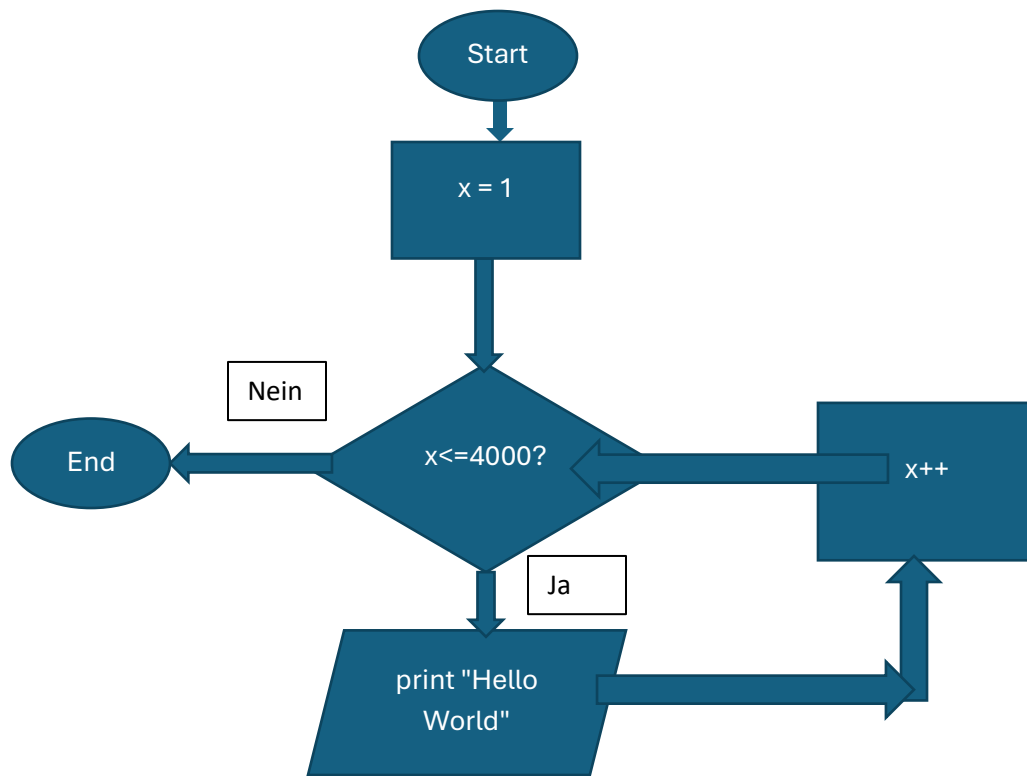 Start
x = 1
Nein
End
x<=4000?
x++
Ja
print "Hello
World"